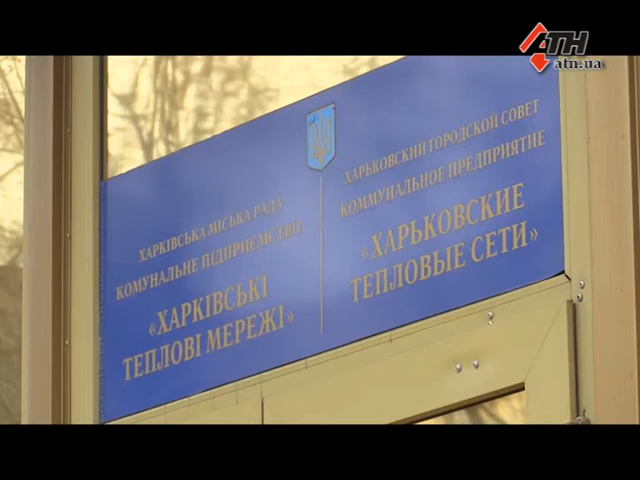 АТН
atn.ua
ХАРКІВСЬКА МІСЬКА РАДА
КОМУНАЛЬНЕ ПІДПРИЄМСТВО
«ХАРКІВСЬКІ
ТЕПЛОВІ МЕРЕЖІ»
ХАРЬКОВСКИЙ ГОРОДСКОЙ СОВЕТ
КОММУНАЛЬНОЕ ПРЕДПРИЯТИЕ
«ХАРЬКОВСКИЕ
ТЕПЛОВЫЕ СЕТИ»